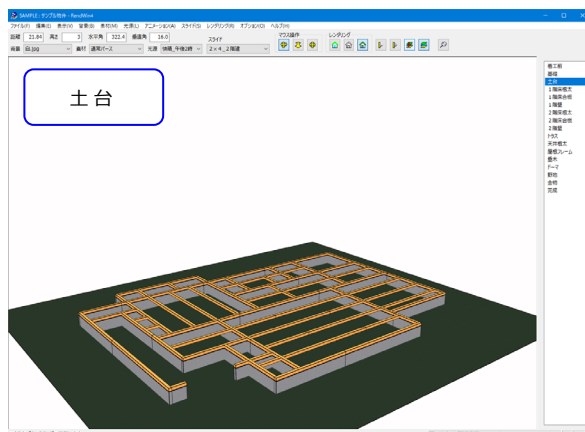 SAMPLE : サンプル物件 - RendWin4
ファイル(F) 編集(E) 表示(V) 背景(B) 素材(M) 光源(L) アニメーション(A) スライド(S) レンダリング(R) オプション(O) ヘルプ(H)
距離 21.84 高さ 3 水平角 322.4 垂直角 16.0 スライド マウス操作 レンダリング
背景 白.jpg 素材 通常パース 光源 快晴_午後2時 2×4_2階建
土台
着工前
基礎
土台
1階床根太
1階床合板
1階壁
2階床根太
2階床合板
2階壁
トラス
天井根太
屋根フレーム
垂木
ドーマ
野地
金物
完成